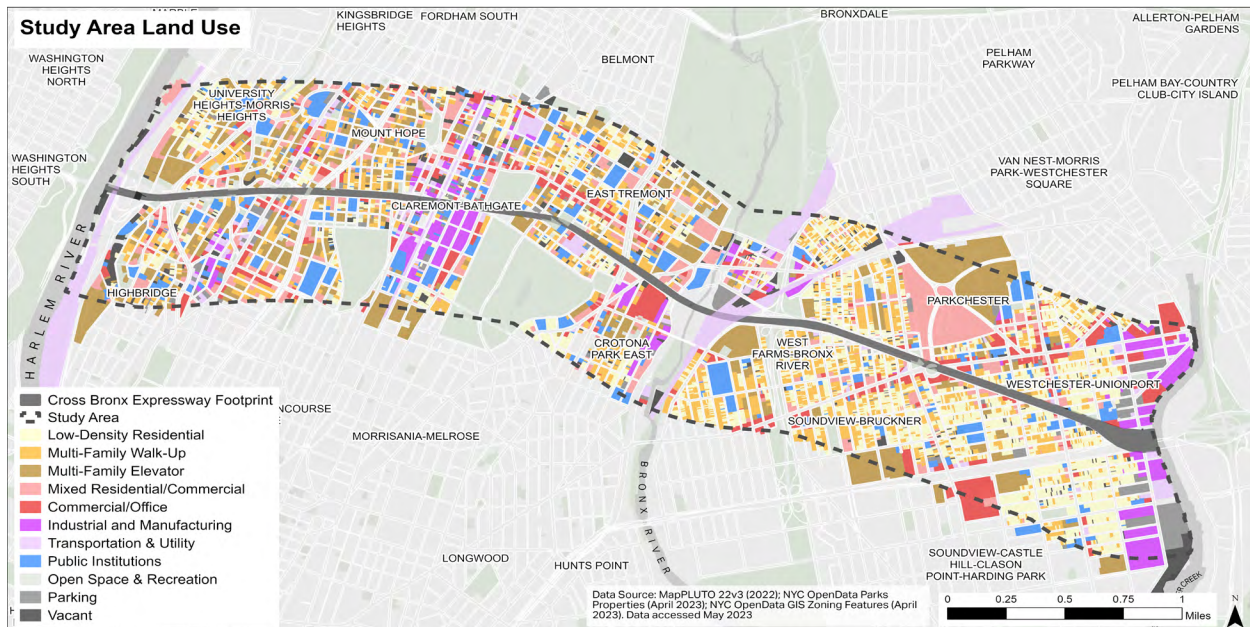 Study Area Land Use
KINGSBRIDGE
HEIGHTS
FORDHAM SOUTH
BRONXDALE
ALLERTON-PELHAM
GARDENS
WASHINGTON
HEIGHTS
NORTH
BELMONT
PELHAM
PARKWAY
PELHAM BAY-COUNTRY
CLUB-CITY ISLAND
UNIVERSITY
HEIGHTS-MORRIS
HEIGHTS
MOUNT HOPE
WASHINGTON
HEIGHTS
SOUTH
VAN NEST-MORRIS
PARK-WESTCHESTER
SQUARE
EAST TREMONT
CLAREMONT-BATHGATE
HARLEM RIVER
HIGHBRIDGE
PARKCHESTER
CROTONA
PARK EAST
WEST
FARMS-BRONX
RIVER
WESTCHESTER-UNIONPORT
SOUNDVIEW-BRUCKNER
MORRISANIA-MELROSE
BRONX RIVER
LONGWOOD
HUNTS POINT
SOUNDVIEW-CASTLE
HILL-CLASON
POINT-HARDING PARK
Cross Bronx Expressway Footprint
Study Area
Low-Density Residential
Multi-Family Walk-Up
Multi-Family Elevator
Mixed Residential/Commercial
Commercial/Office
Industrial and Manufacturing
Transportation & Utility
Public Institutions
Open Space & Recreation
Parking
Vacant
Data Source: MapPLUTO 22v3 (2022); NYC OpenData Parks
Properties (April 2023); NYC OpenData GIS Zoning Features (April
2023). Data accessed May 2023
0 0.25 0.5 0.75 1
Miles
N